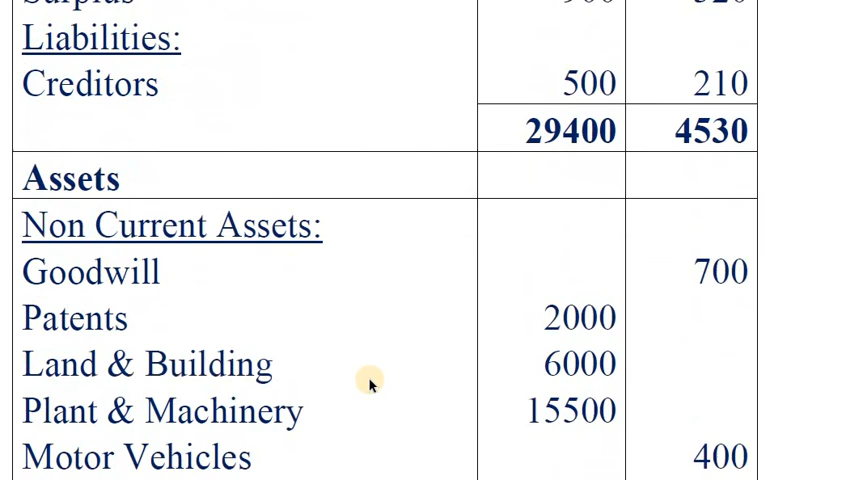 Liabilities:
Creditors 500 210
29400 4530
Assets
Non Current Assets:
Goodwill 700
Patents 2000
Land & Building 6000
Plant & Machinery 15500
Motor Vehicles 400